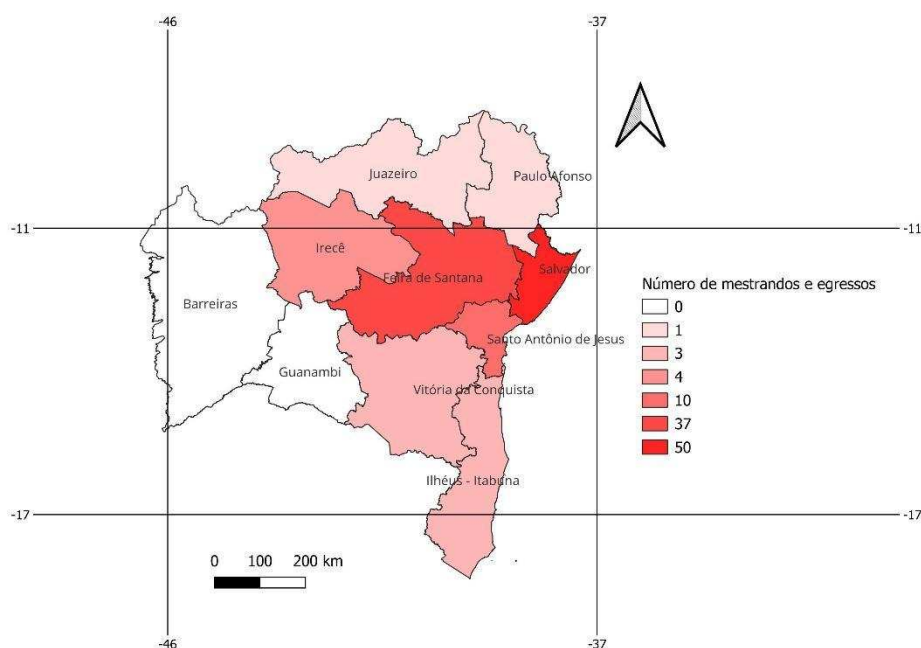 -46
-37
Juazeiro
Paulo Afonso
-11
-11
Irecê
Feira de Santana
Salvador
Barreiras
Número de mestrandos e egressos
0
1
3
4
10
37
50
Santo Antônio de Jesus
Guanambi
Vitória da Conquista
Ilhéus - Itabuna
-17
-17
0 100 200 km
-46
-37